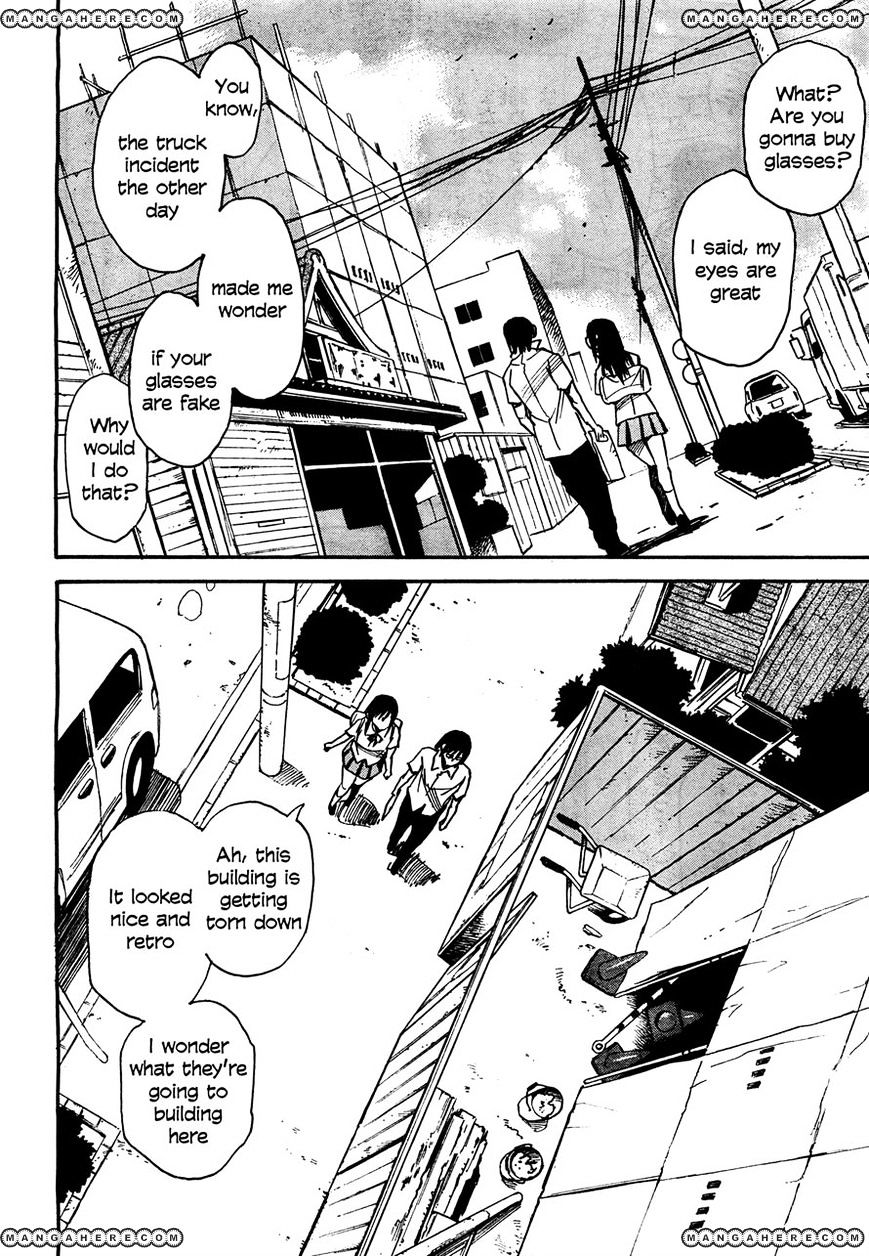 MANGAHERE.COM
MANGAHERE.COM
What?
Are you
gonna buy
glasses?
I said, my
eyes are
great
You
know,
the truck
incident
the other
day
made me
wonder
if your
glasses
are fake
Why
would
I do
that?
Ah, this
building is
getting
torn down
It looked
nice and
retro
I wonder
what they're
going to
building
here
MANGAHERE.COM
MANGAHERE.COM